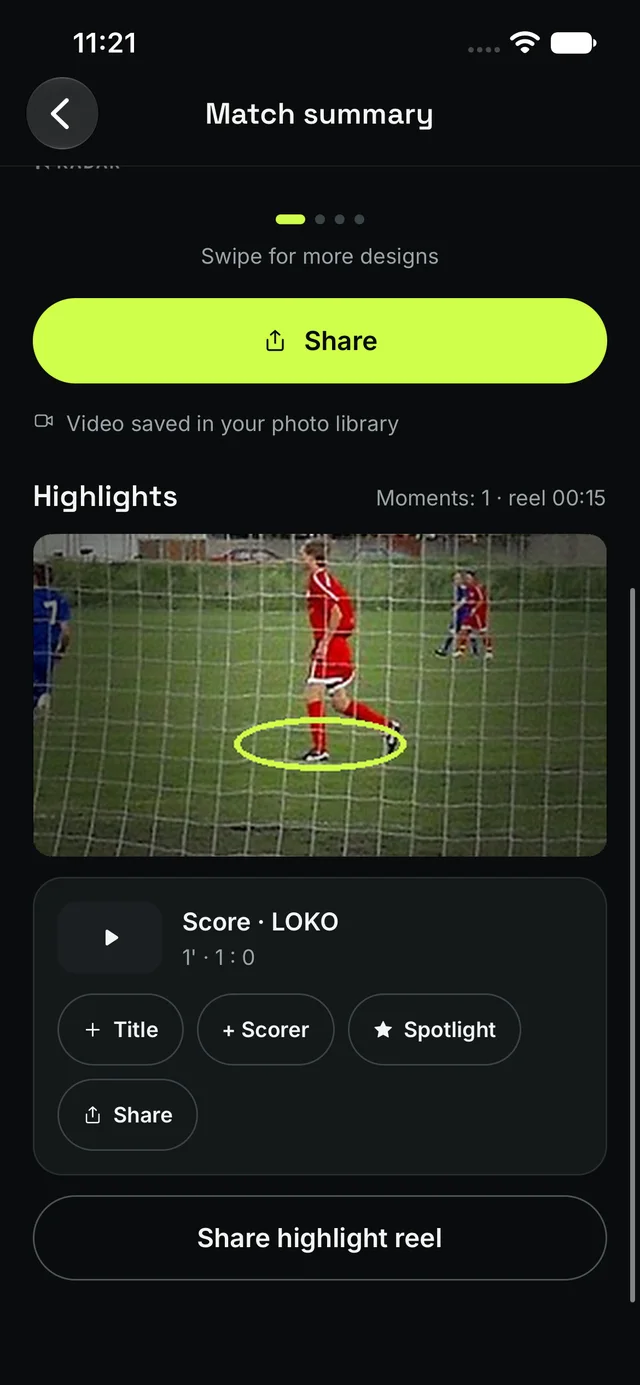 11:21
Match summary
Swipe for more designs
Share
Video saved in your photo library
Highlights
Moments: 1 · reel 00:15
7
Score · LOKO
1' · 1 : 0
+ Title
+ Scorer
Spotlight
Share
Share highlight reel